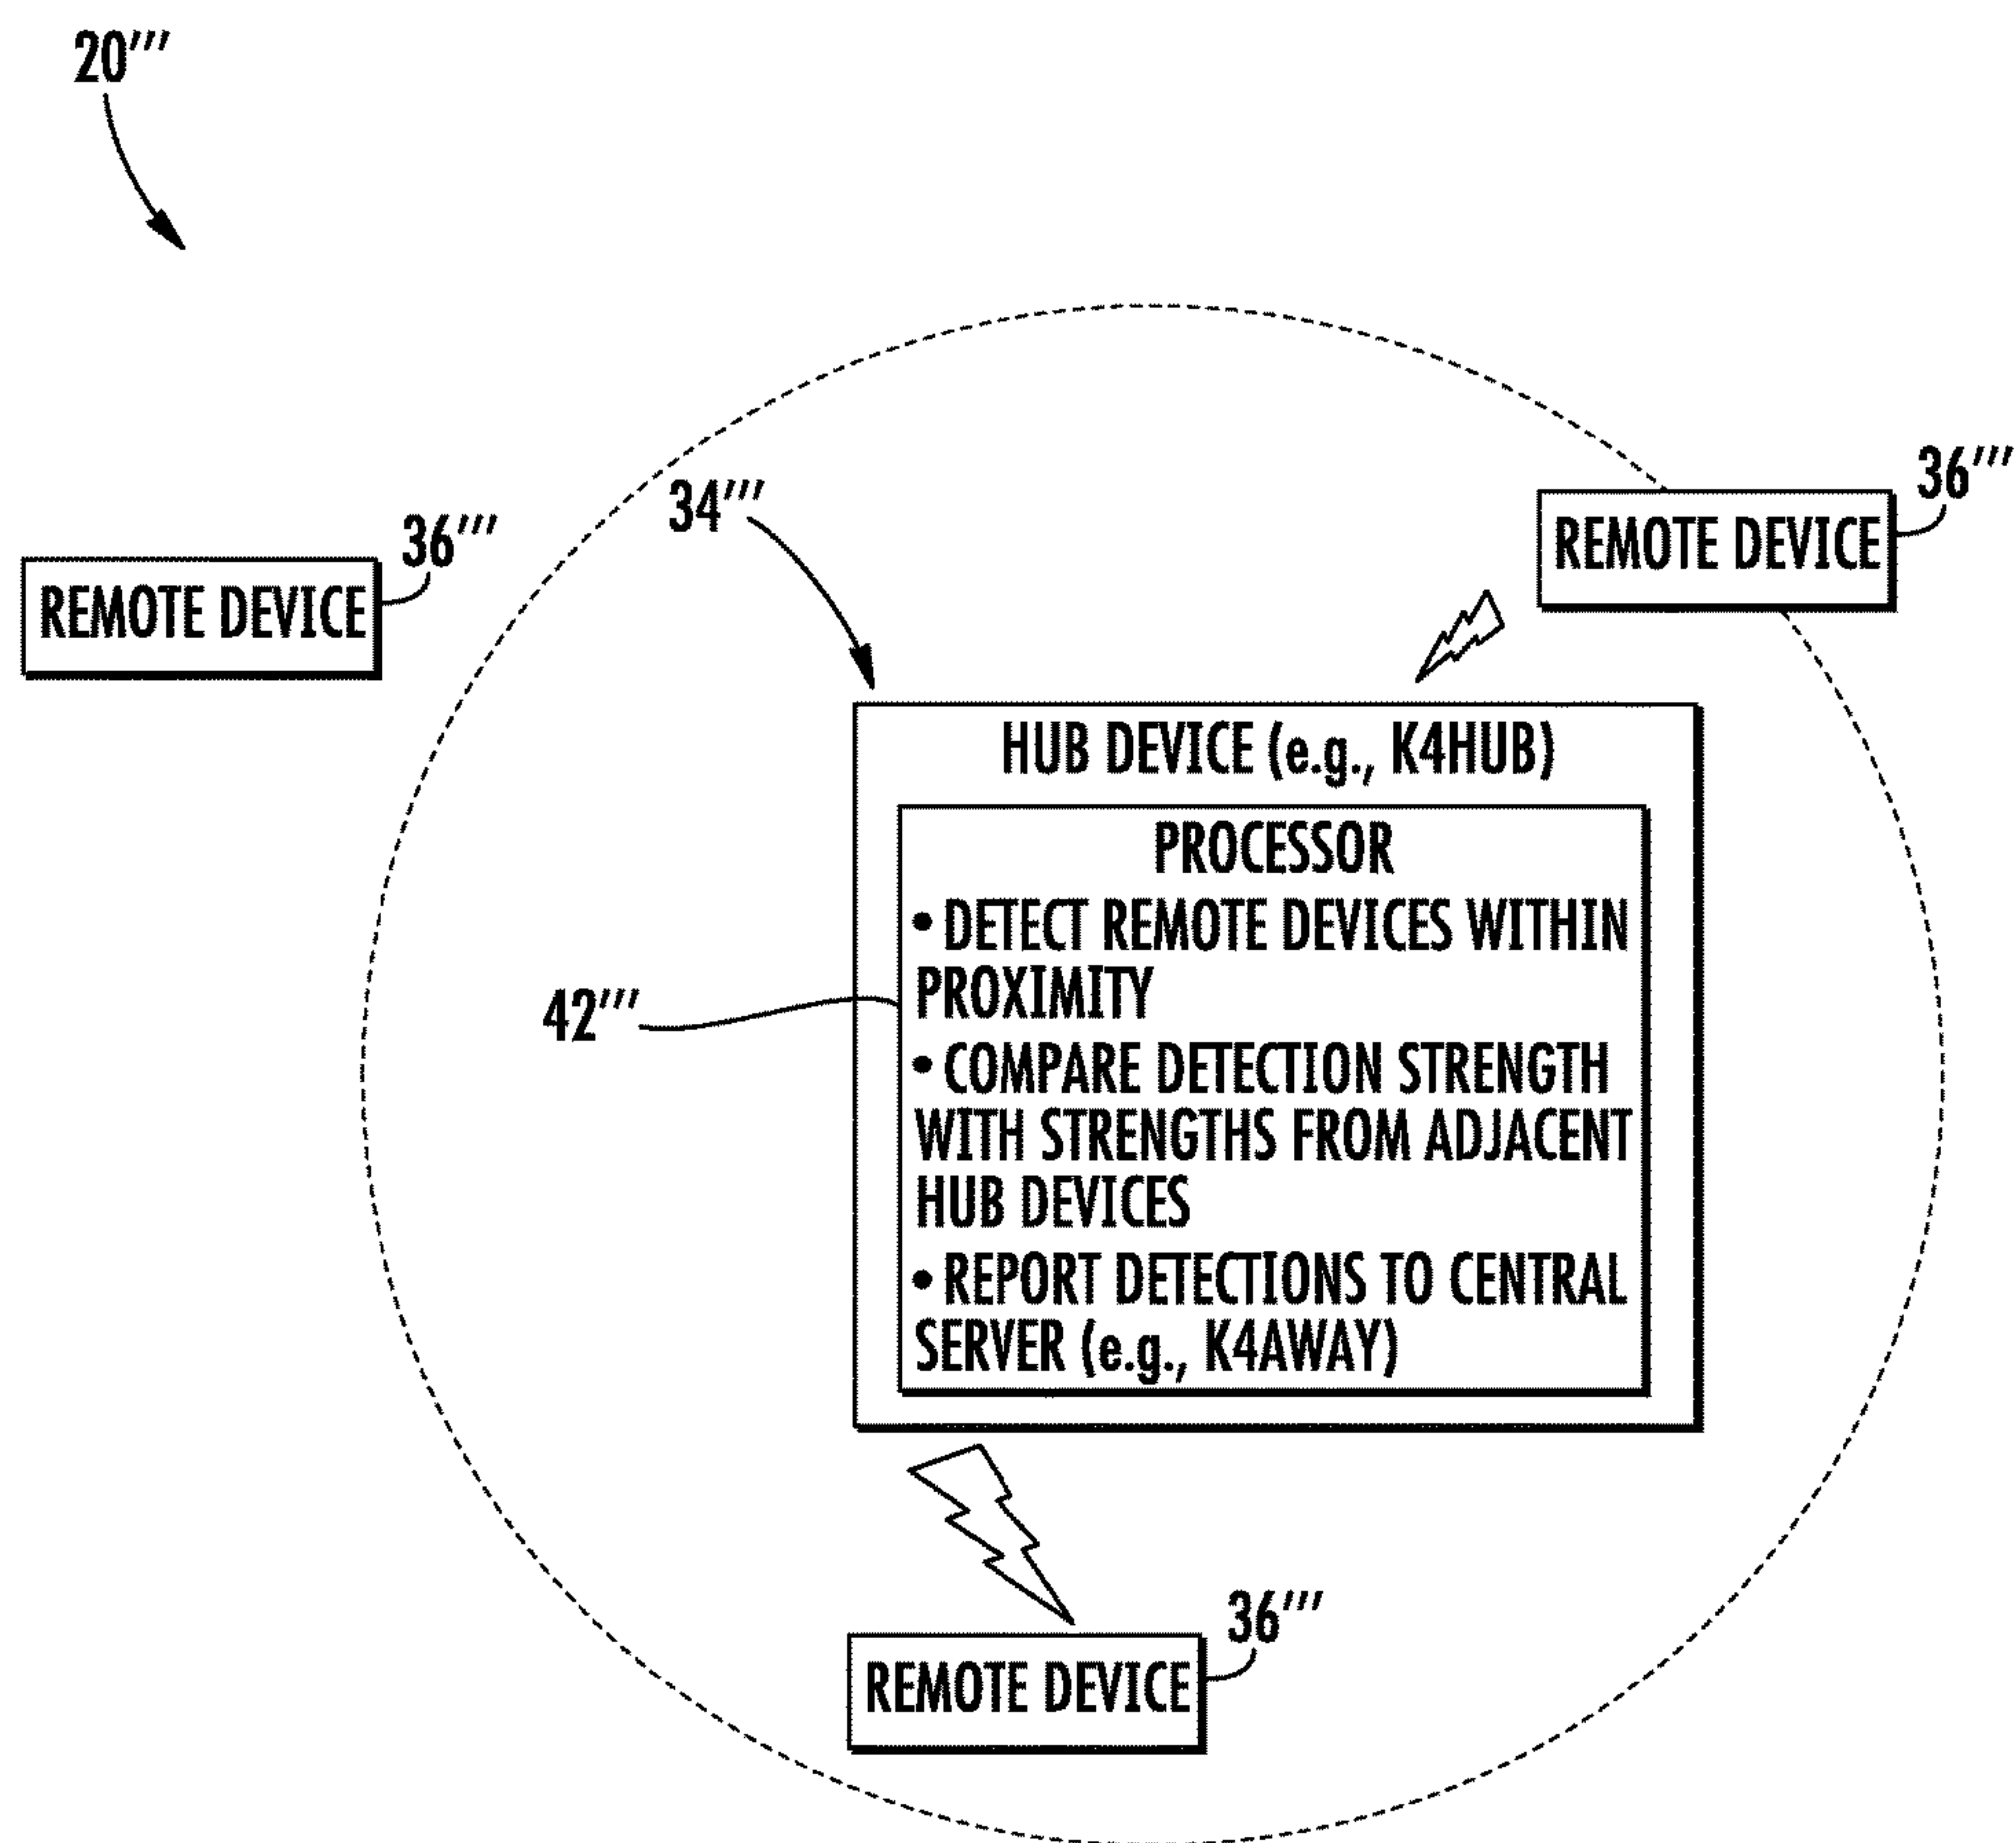 20'''
36'''
34'''
36'''
REMOTE DEVICE
REMOTE DEVICE
HUB DEVICE (e.g., K4HUB)
PROCESSOR
• DETECT REMOTE DEVICES WITHIN
PROXIMITY
42'''
• COMPARE DETECTION STRENGTH
WITH STRENGTHS FROM ADJACENT
HUB DEVICES
• REPORT DETECTIONS TO CENTRAL
SERVER (e.g., K4AWAY)
36'''
REMOTE DEVICE